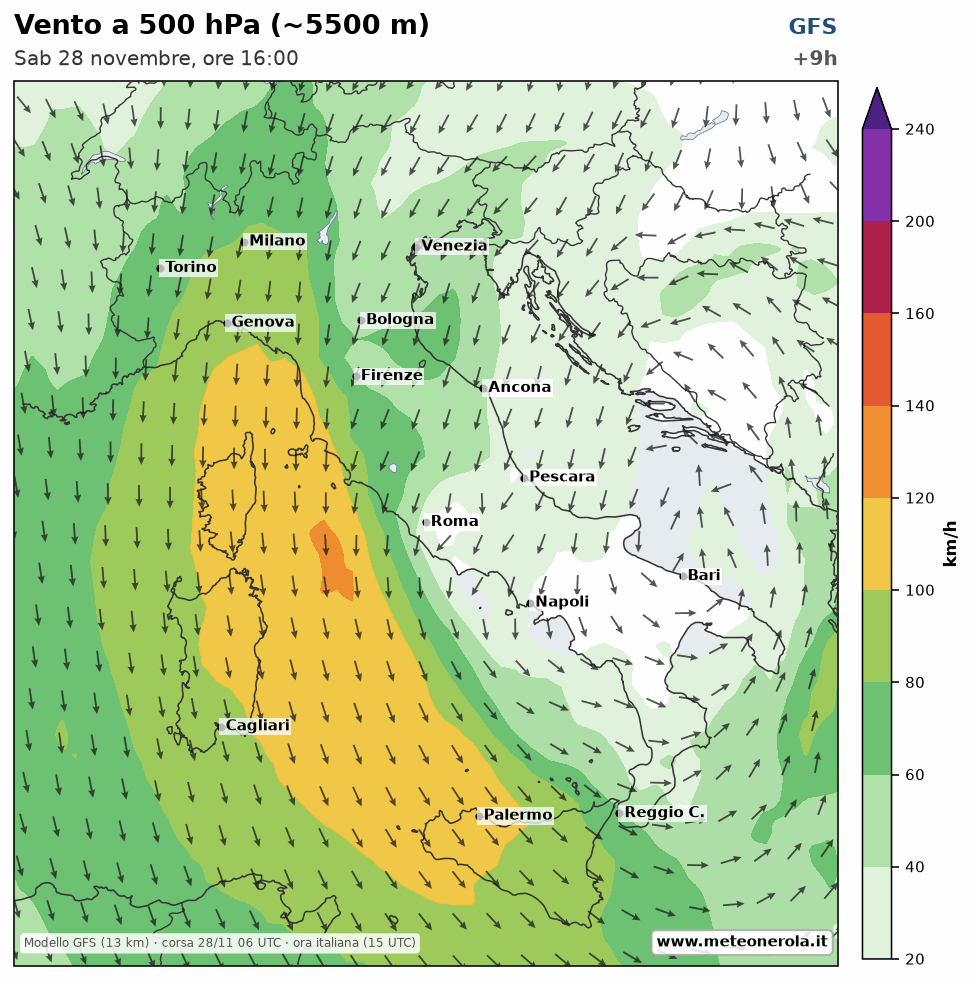 Vento a 500 hPa (~5500 m)
GFS
Sab 28 novembre, ore 16:00
+9h
240
200
160
140
120
100
80
60
40
20
km/h
Milano
Venezia
Torino
Genova
Bologna
Firenze
Ancona
Pescara
Roma
Bari
Napoli
Cagliari
Palermo
Reggio C.
Modello GFS (13 km) · corsa 28/11 06 UTC · ora italiana (15 UTC)
www.meteonerola.it